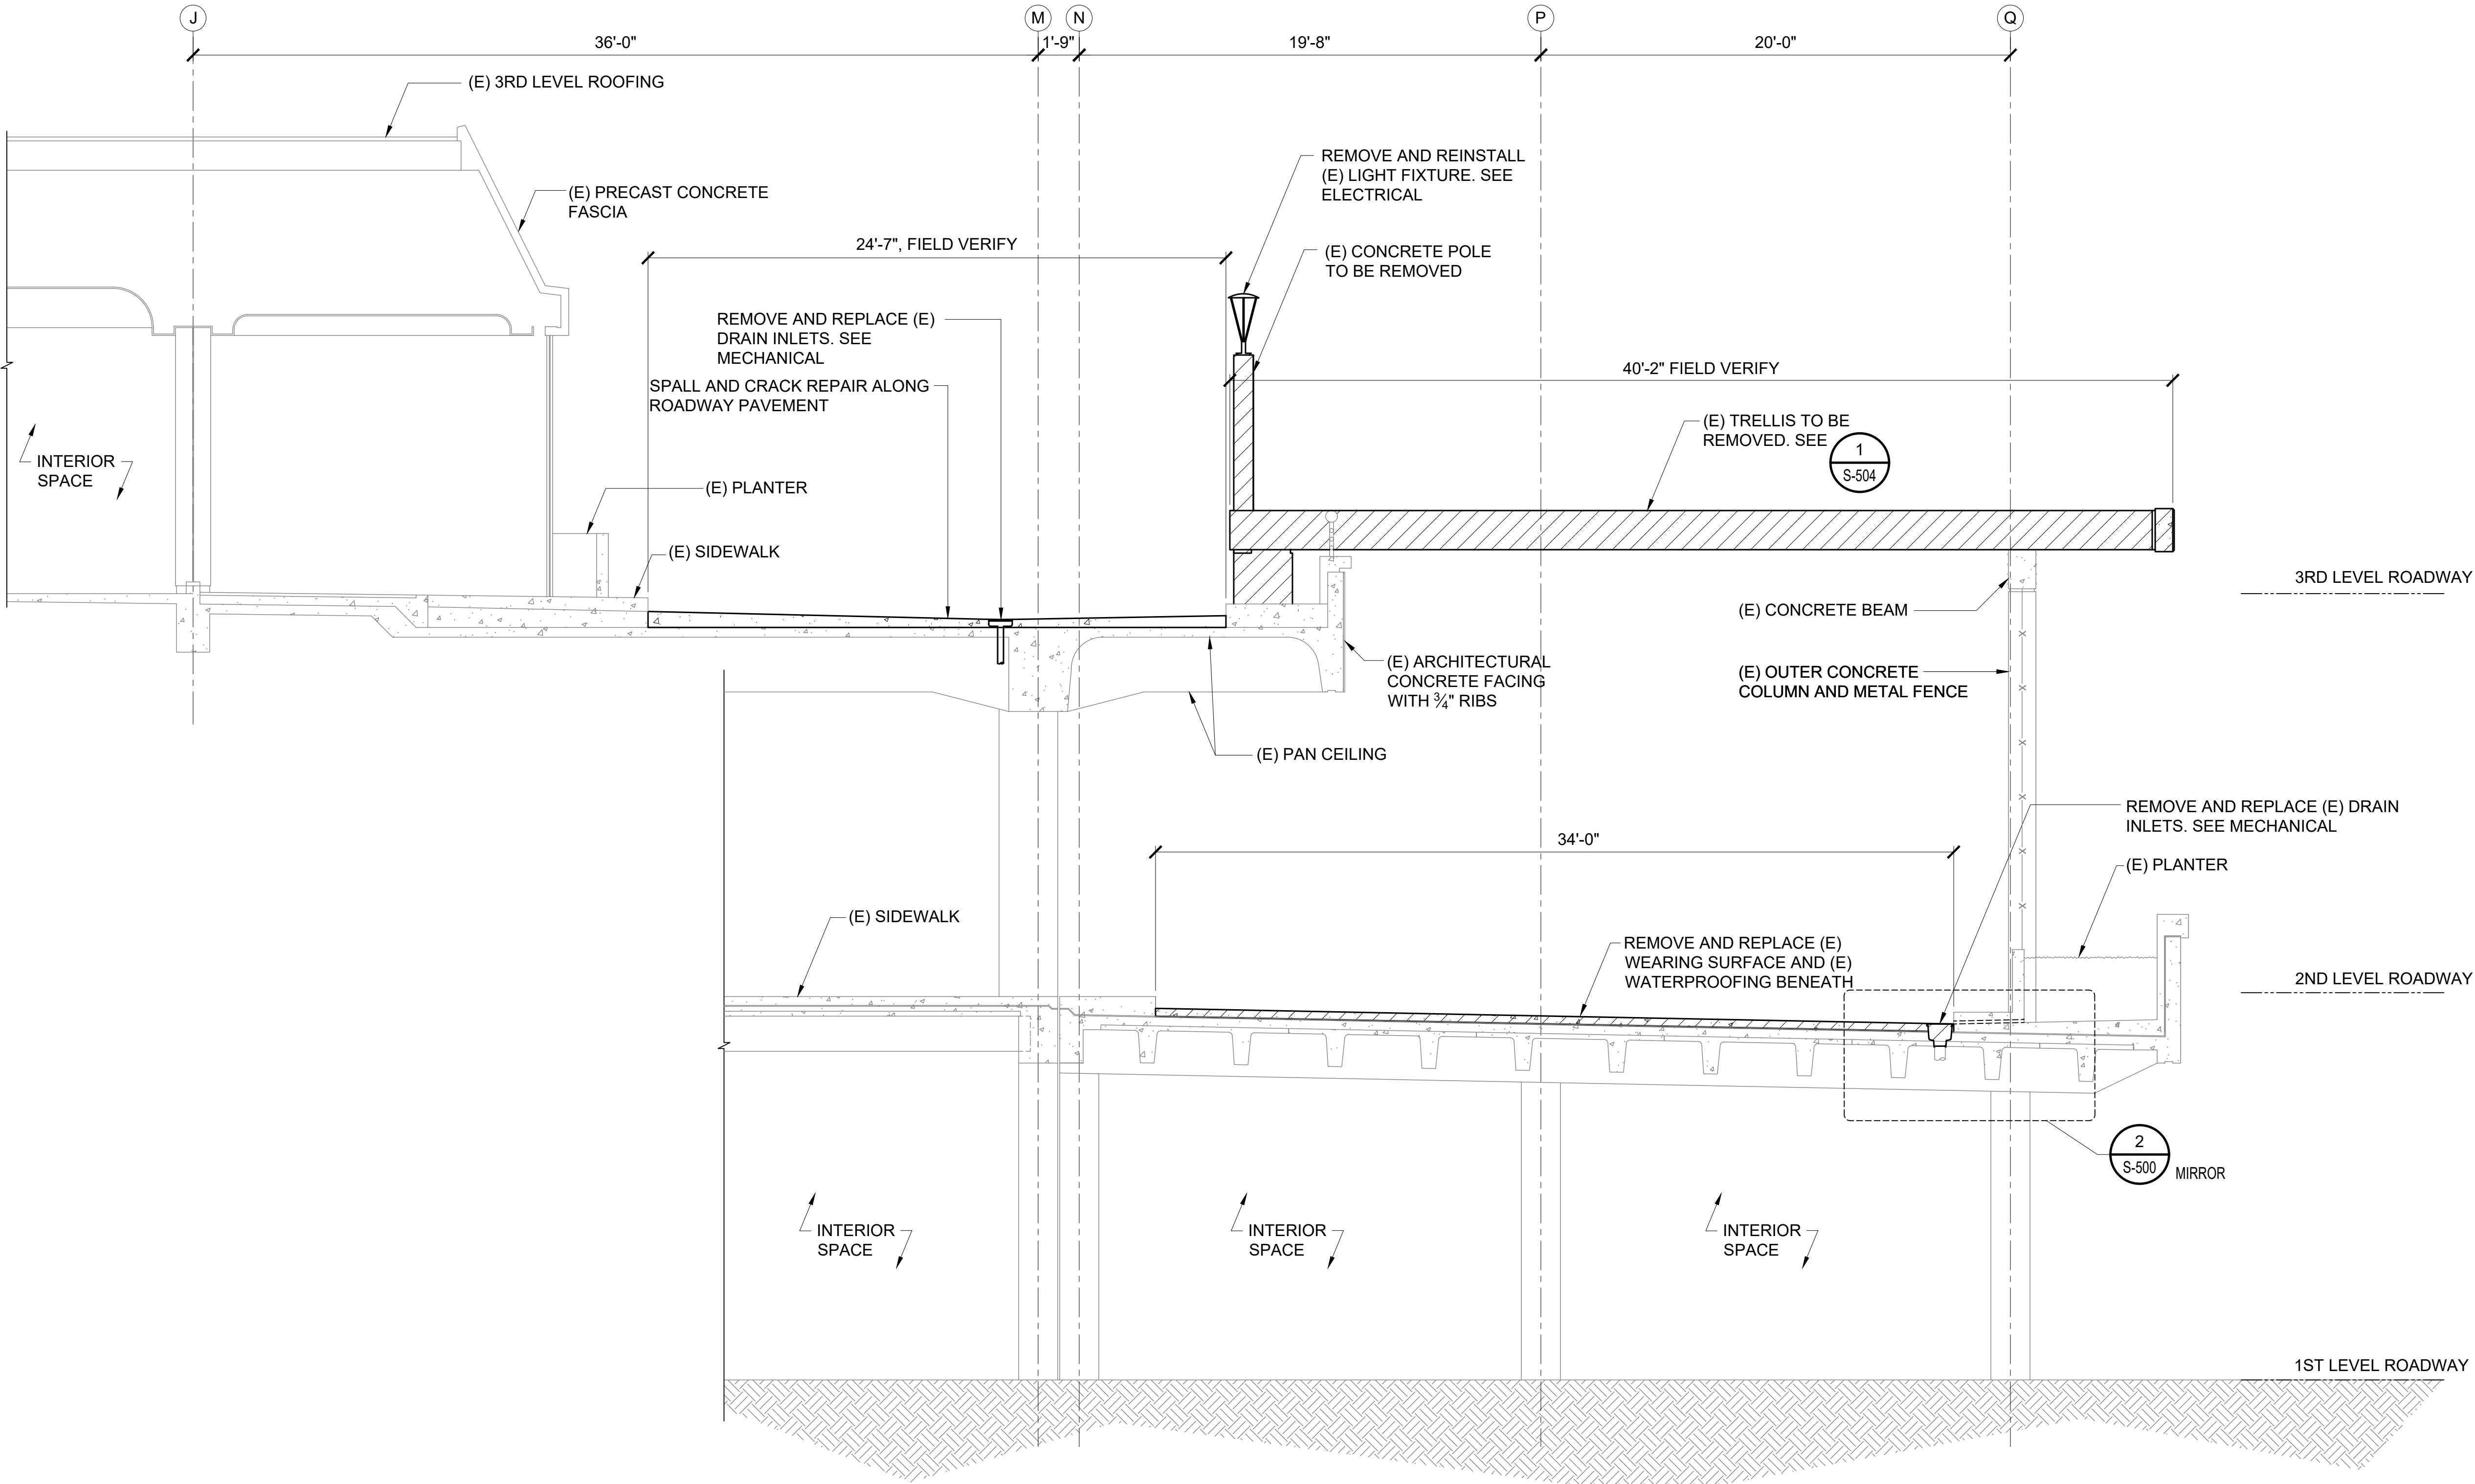 J
M
N
P
Q
36'-0"
1'-9"
19'-8"
20'-0"
(E) 3RD LEVEL ROOFING
REMOVE AND REINSTALL
(E) LIGHT FIXTURE. SEE
ELECTRICAL
(E) PRECAST CONCRETE
FASCIA
24'-7", FIELD VERIFY
(E) CONCRETE POLE
TO BE REMOVED
REMOVE AND REPLACE (E)
DRAIN INLETS. SEE
MECHANICAL
40'-2" FIELD VERIFY
SPALL AND CRACK REPAIR ALONG
ROADWAY PAVEMENT
(E) TRELLIS TO BE
REMOVED. SEE
1
S-504
INTERIOR
SPACE
(E) PLANTER
(E) SIDEWALK
3RD LEVEL ROADWAY
(E) CONCRETE BEAM
(E) ARCHITECTURAL
CONCRETE FACING
WITH 3/4" RIBS
(E) OUTER CONCRETE
COLUMN AND METAL FENCE
(E) PAN CEILING
REMOVE AND REPLACE (E) DRAIN
INLETS. SEE MECHANICAL
34'-0"
(E) PLANTER
(E) SIDEWALK
REMOVE AND REPLACE (E)
WEARING SURFACE AND (E)
WATERPROOFING BENEATH
2ND LEVEL ROADWAY
2
S-500
MIRROR
INTERIOR
SPACE
INTERIOR
SPACE
INTERIOR
SPACE
1ST LEVEL ROADWAY